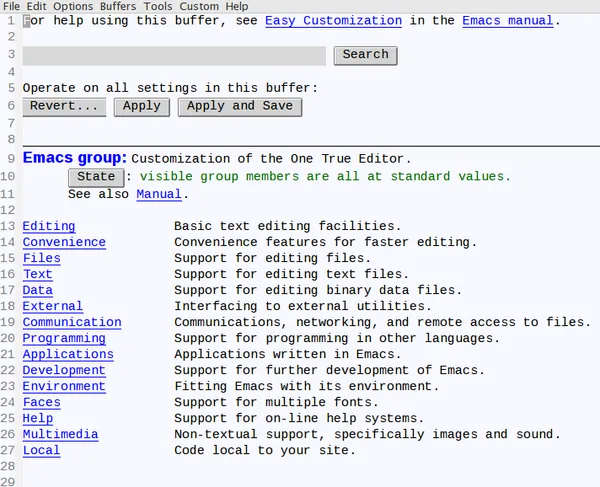 File Edit Options Buffers Tools Custom Help
1 For help using this buffer, see Easy Customization in the Emacs manual.
2
3 Search
4
5 Operate on all settings in this buffer:
6 Revert... Apply Apply and Save
7
8
9 Emacs group: Customization of the One True Editor.
10 State : visible group members are all at standard values.
11 See also Manual.
12
13 Editing Basic text editing facilities.
14 Convenience Convenience features for faster editing.
15 Files Support for editing files.
16 Text Support for editing text files.
17 Data Support for editing binary data files.
18 External Interfacing to external utilities.
19 Communication Communications, networking, and remote access to files.
20 Programming Support for programming in other languages.
21 Applications Applications written in Emacs.
22 Development Support for further development of Emacs.
23 Environment Fitting Emacs with its environment.
24 Faces Support for multiple fonts.
25 Help Support for on-line help systems.
26 Multimedia Non-textual support, specifically images and sound.
27 Local Code local to your site.
28
29